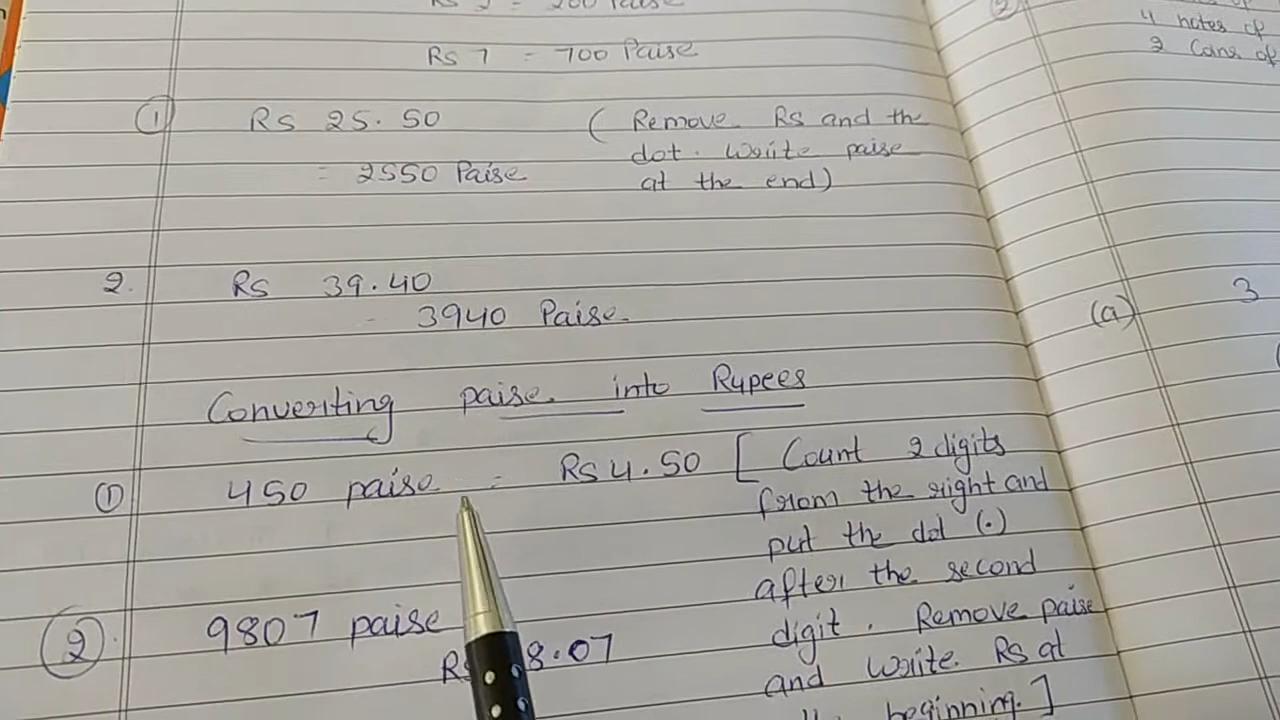 Rs 7 = 700 Paise
① Rs 25.50 (Remove Rs and the
dot. Write paise
= 2550 Paise at the end)
2. Rs 39.40
3940 Paise.
Converting paise into Rupees
① 450 paise = Rs 4.50 [Count 2 digits
from the right and
put the dot (.)
after the second
② 9807 paise digit. Remove paise
8.07 and Write Rs at
beginning.]
4 notes of
2 Cans of
(a) 3